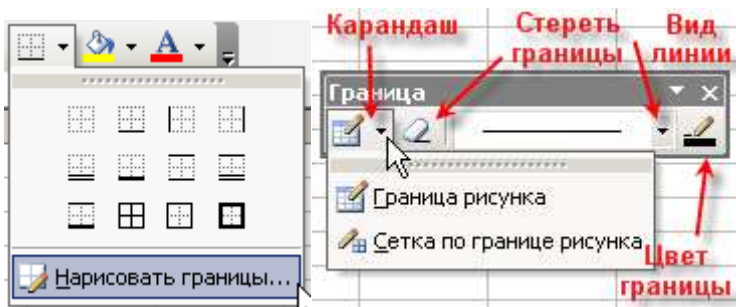 A
Нарисовать границы...
Карандаш
Стереть границы
Вид линии
Граница
Граница рисунка
Сетка по границе рисунка
Цвет границы